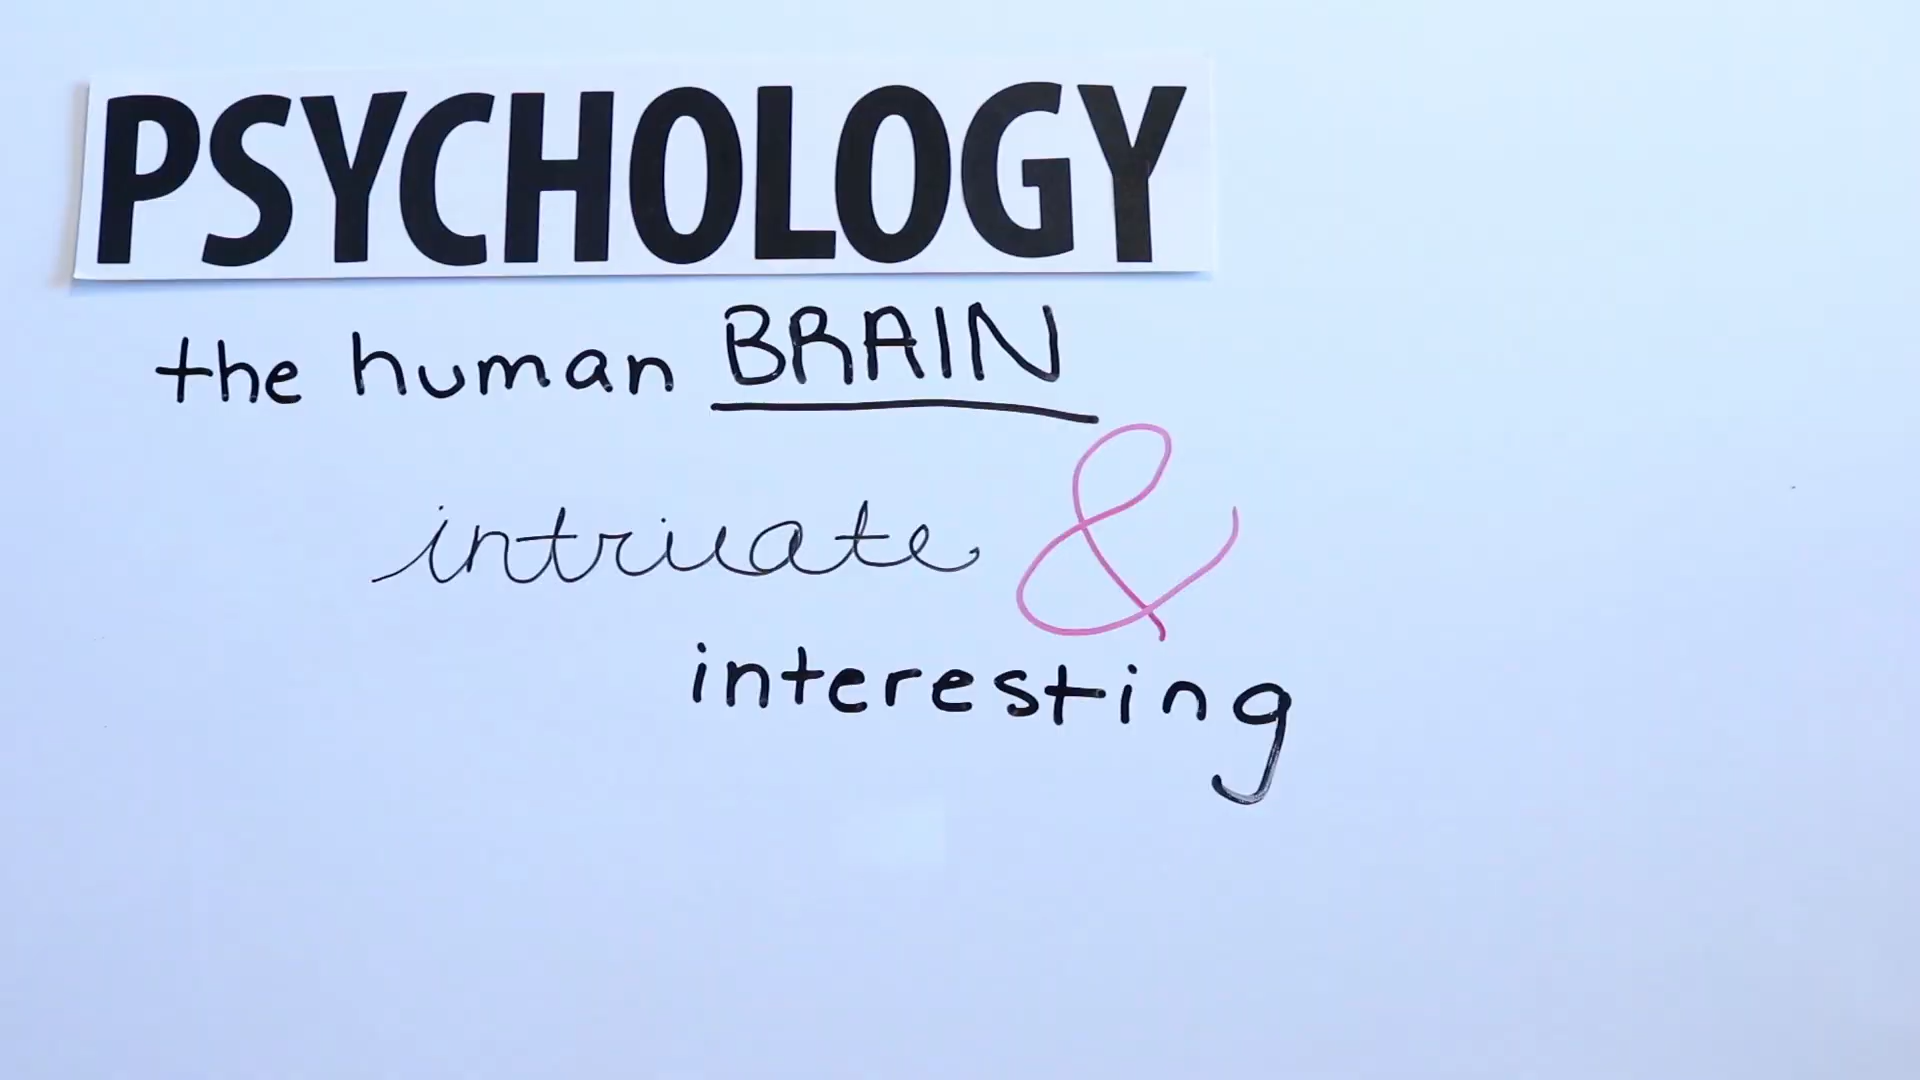 PSYCHOLOGY
the human BRAIN
intricate &
interesting